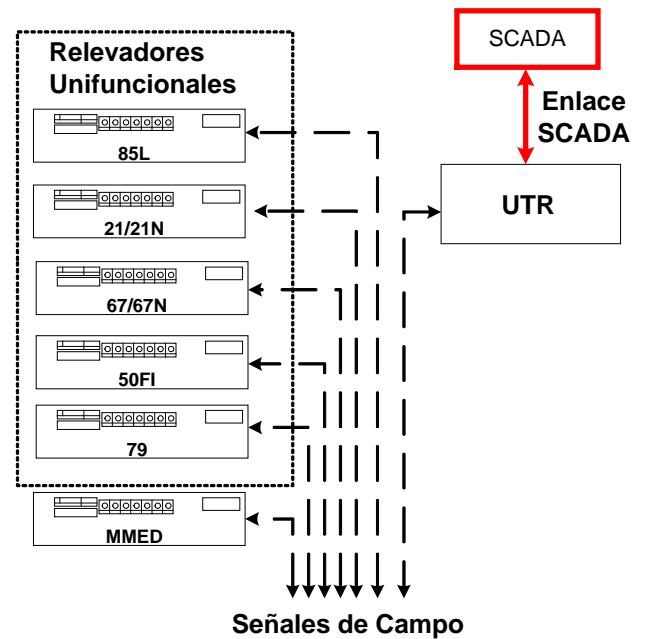 Relevadores
Unifuncionales
SCADA
Enlace
SCADA
85L
UTR
21/21N
67/67N
50FI
79
MMED
Señales de Campo